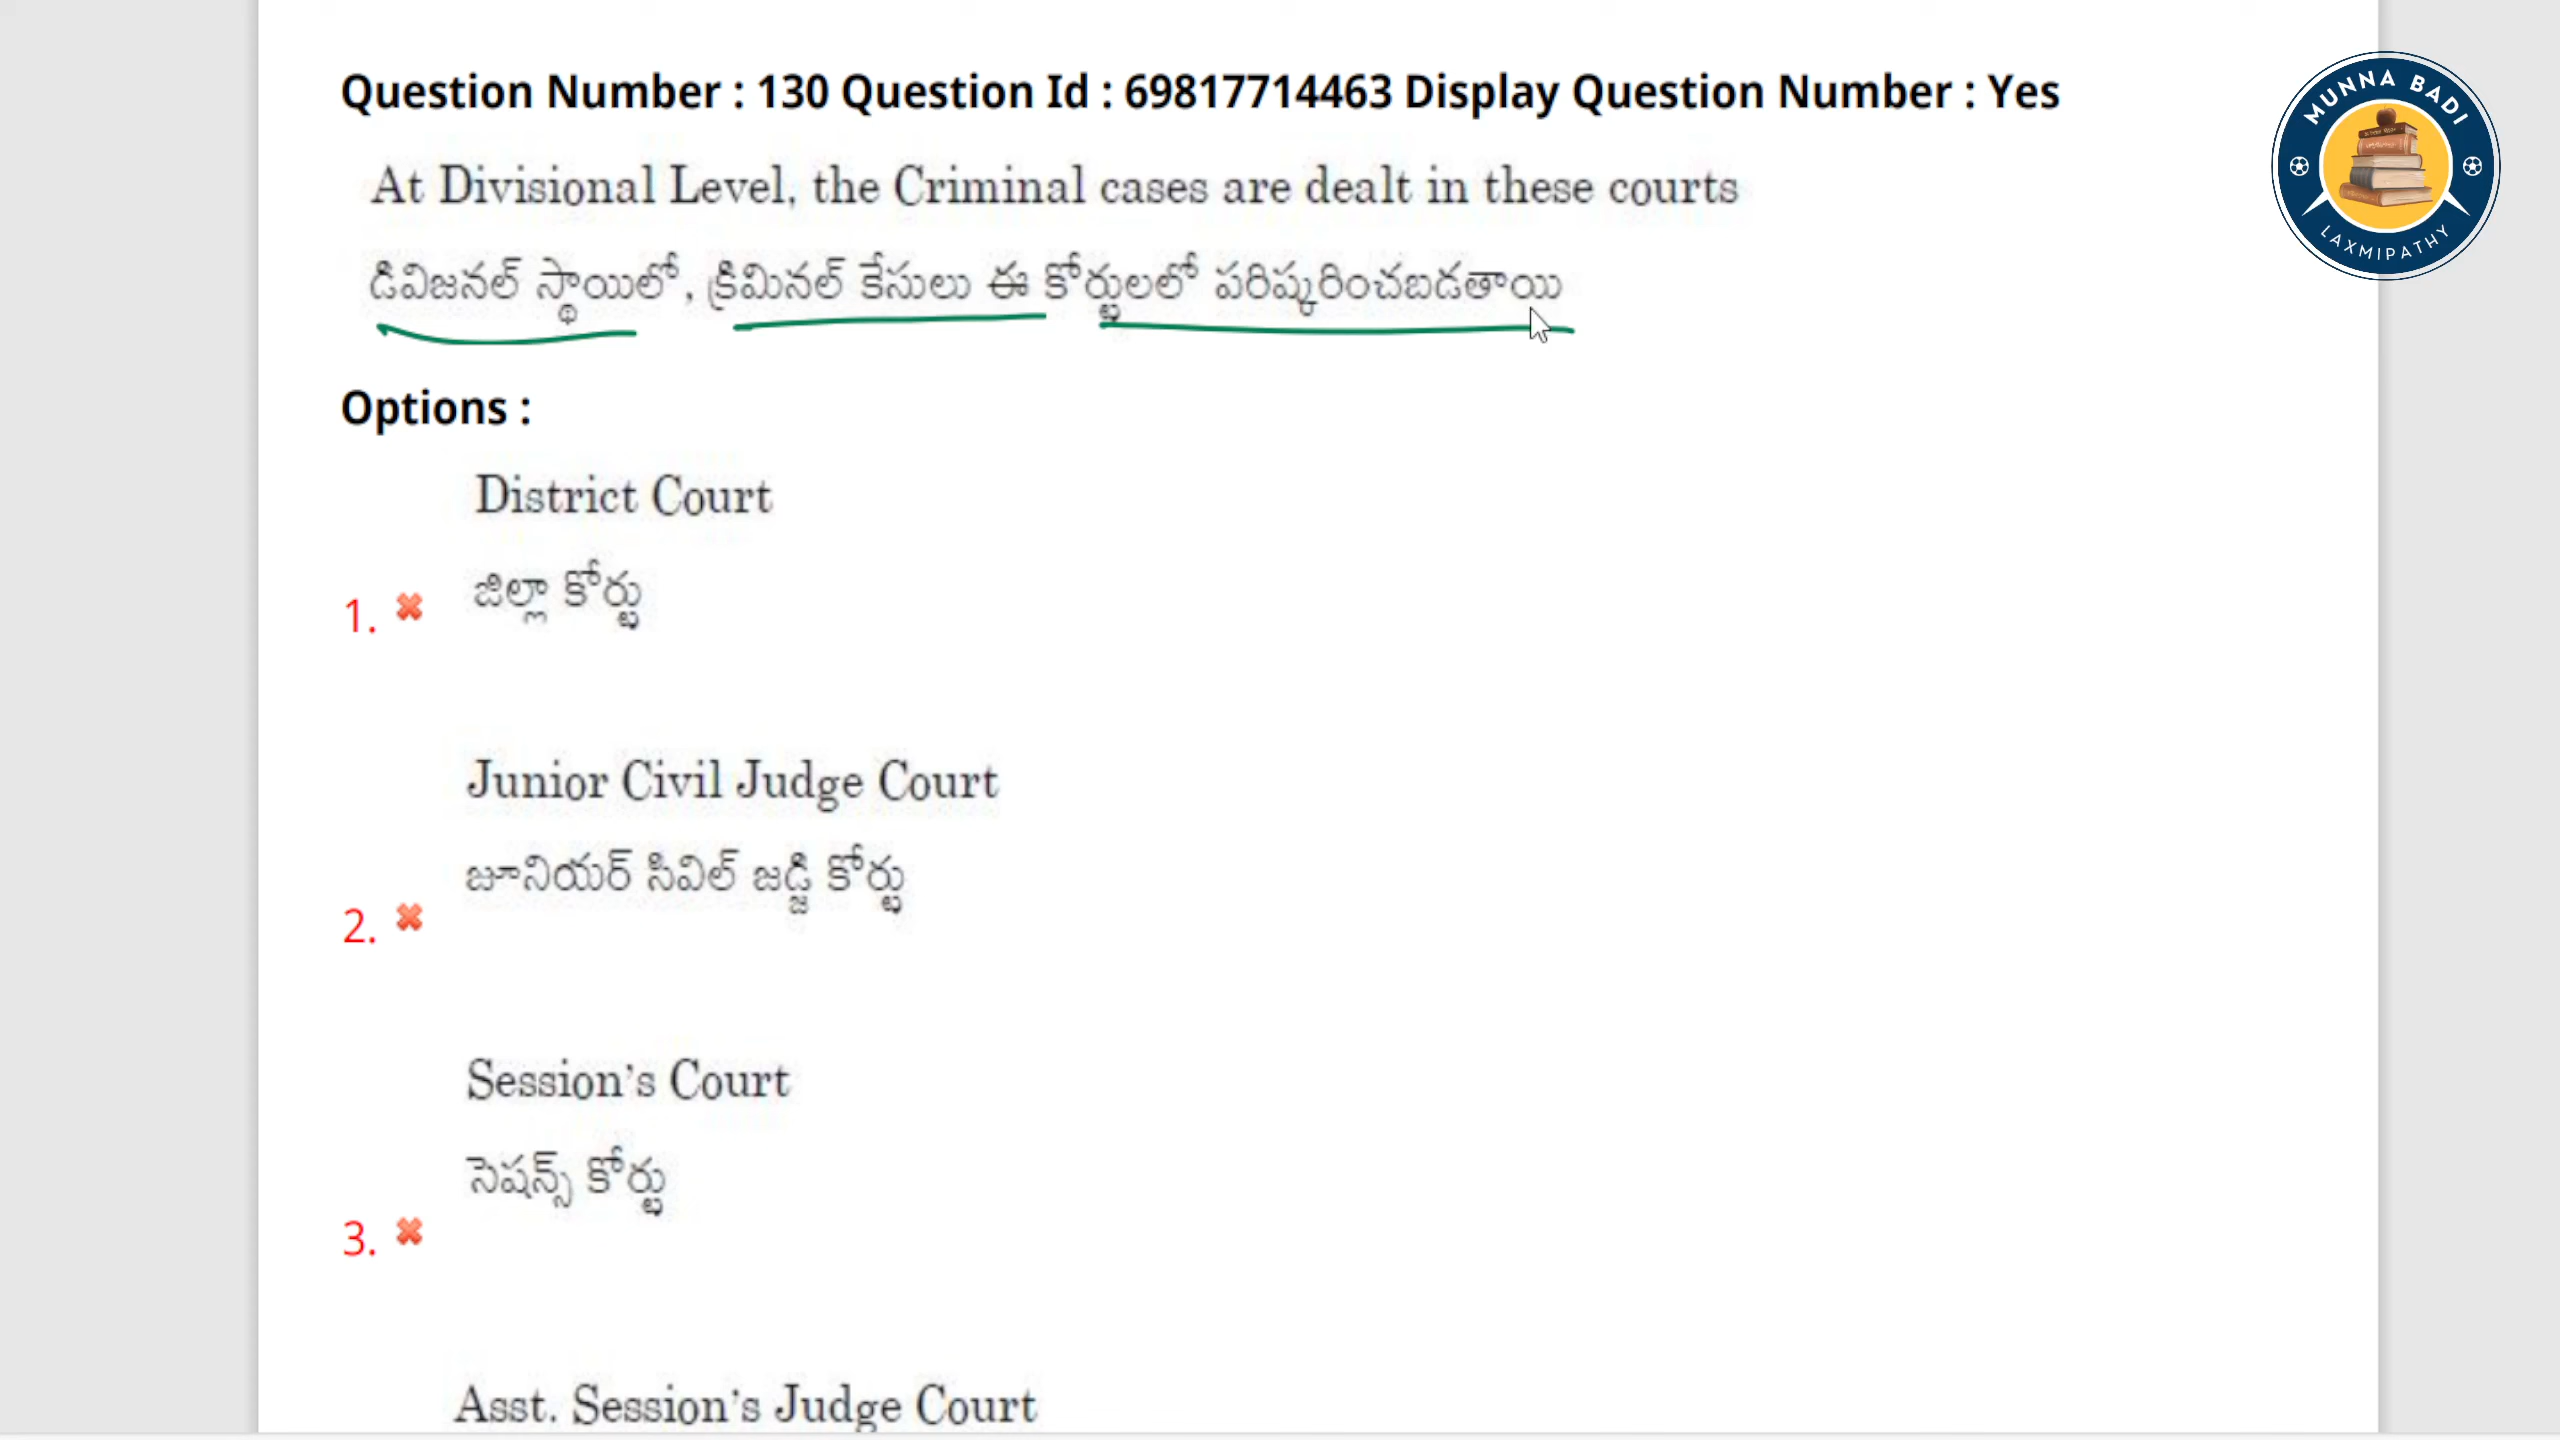 Question Number : 130 Question Id : 69817714463 Display Question Number : Yes
MUNNA BADI
LAXMIPATHY
At Divisional Level, the Criminal cases are dealt in these courts
డివిజనల్ స్థాయిలో, క్రిమినల్ కేసులు ఈ కోర్టులలో పరిష్కరించబడతాయి
Options :
District Court
జిల్లా కోర్టు
1.
Junior Civil Judge Court
జూనియర్ సివిల్ జడ్జి కోర్టు
2.
Session's Court
సెషన్స్ కోర్టు
3.
Asst. Session's Judge Court